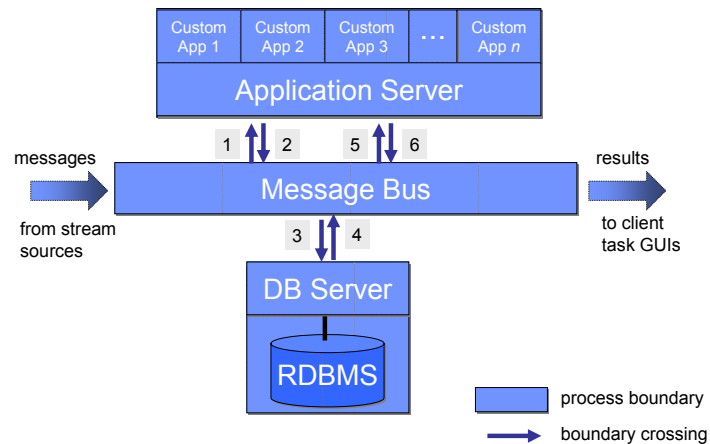 Custom
App 1
Custom
App 2
Custom
App 3
...
Custom
App n
Application Server
1
2
5
6
messages
results
Message Bus
from stream
sources
to client
task GUIs
3
4
DB Server
RDBMS
process boundary
boundary crossing